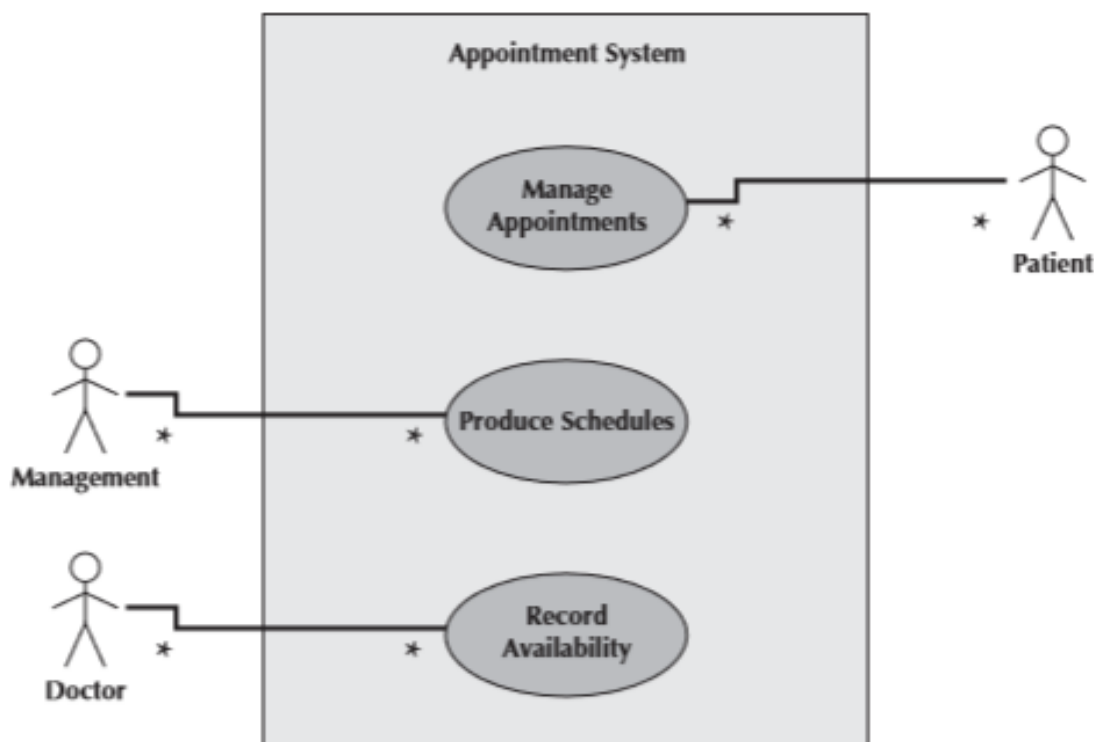 Appointment System
Manage
Appointments
*
*
Patient
Produce Schedules
*
*
Management
Record
Availability
*
*
Doctor